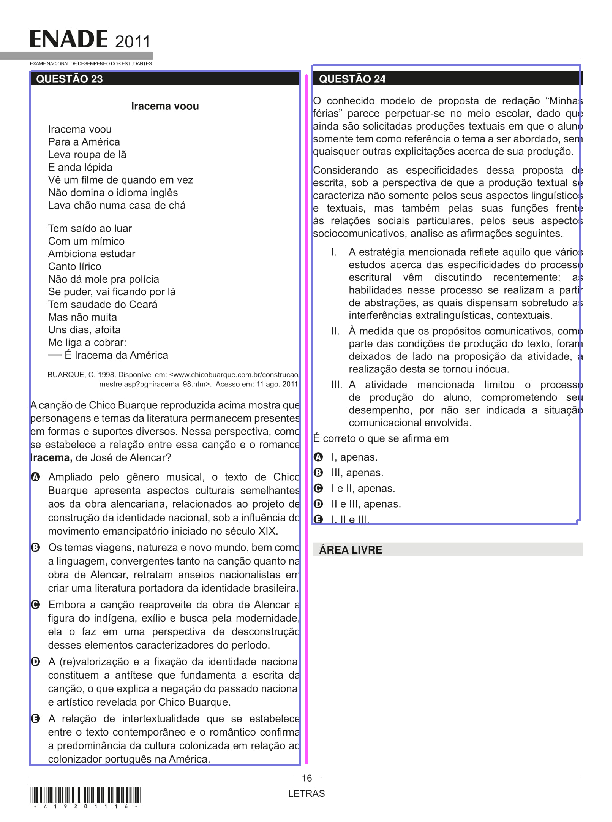 ENADE 2011
EXAME NACIONAL DE DESEMPENHO DOS ESTUDANTES
QUESTÃO 23
Iracema voou
Iracema voou
Para a América
Leva roupa de lã
E anda lépida
Vê um filme de quando em vez
Não domina o idioma inglês
Lava chão numa casa de chá
Tem saído ao luar
Com um mímico
Ambiciona estudar
Canto lírico
Não dá mole pra polícia
Se puder, vai ficando por lá
Tem saudade do Ceará
Mas não muita
Uns dias, afoita
Me liga a cobrar:
— É Iracema da América
BUARQUE, C. 1998. Disponível em: <www.chicobuarque.com.br/construcao/
mestre.asp?pg=iracema_98.htm>. Acesso em: 11 ago. 2011.
A canção de Chico Buarque reproduzida acima mostra que
personagens e temas da literatura permanecem presentes
em formas e suportes diversos. Nessa perspectiva, como
se estabelece a relação entre essa canção e o romance
Iracema, de José de Alencar?
A Ampliado pelo gênero musical, o texto de Chico
Buarque apresenta aspectos culturais semelhantes
aos da obra alencariana, relacionados ao projeto de
construção da identidade nacional, sob a influência do
movimento emancipatório iniciado no século XIX.
B Os temas viagens, natureza e novo mundo, bem como
a linguagem, convergentes tanto na canção quanto na
obra de Alencar, retratam anseios nacionalistas em
criar uma literatura portadora da identidade brasileira.
C Embora a canção reaproveite da obra de Alencar a
figura do indígena, exílio e busca pela modernidade,
ela o faz em uma perspectiva de desconstrução
desses elementos caracterizadores do período.
D A (re)valorização e a fixação da identidade nacional
constituem a antítese que fundamenta a escrita da
canção, o que explica a negação do passado nacional
e artístico revelada por Chico Buarque.
E A relação de intertextualidade que se estabelece
entre o texto contemporâneo e o romântico confirma
a predominância da cultura colonizada em relação ao
colonizador português na América.
QUESTÃO 24
O conhecido modelo de proposta de redação “Minhas
férias” parece perpetuar-se no meio escolar, dado que
ainda são solicitadas produções textuais em que o aluno
somente tem como referência o tema a ser abordado, sem
quaisquer outras explicitações acerca de sua produção.
Considerando as especificidades dessa proposta de
escrita, sob a perspectiva de que a produção textual se
caracteriza não somente pelos seus aspectos linguísticos
e textuais, mas também pelas suas funções frente
às relações sociais particulares, pelos seus aspectos
sociocomunicativos, analise as afirmações seguintes.
I. A estratégia mencionada reflete aquilo que vários
estudos acerca das especificidades do processo
escritural vêm discutindo recentemente: as
habilidades nesse processo se realizam a partir
de abstrações, as quais dispensam sobretudo as
interferências extralinguísticas, contextuais.
II. À medida que os propósitos comunicativos, como
parte das condições de produção do texto, foram
deixados de lado na proposição da atividade, a
realização desta se tornou inócua.
III. A atividade mencionada limitou o processo
de produção do aluno, comprometendo seu
desempenho, por não ser indicada a situação
comunicacional envolvida.
É correto o que se afirma em
A I, apenas.
B III, apenas.
C I e II, apenas.
D II e III, apenas.
E I, II e III.
ÁREA LIVRE
16
LETRAS